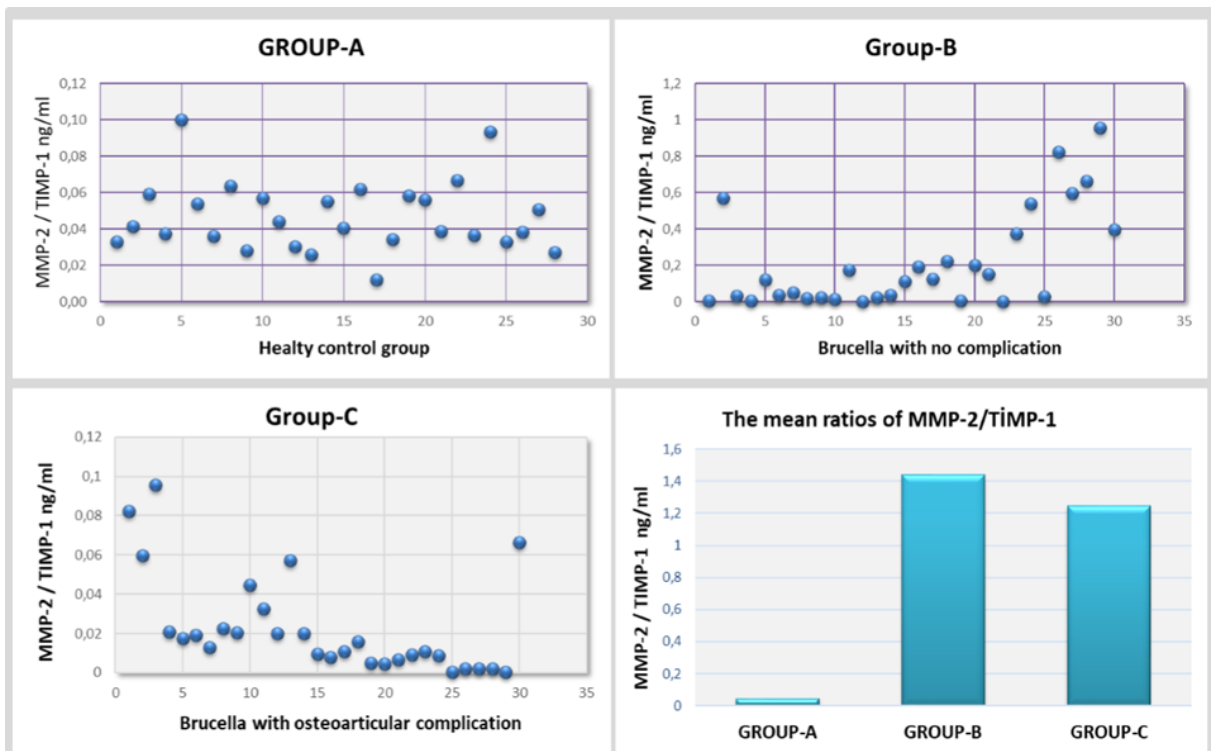 GROUP-A
MMP-2 / TIMP-1 ng/ml
0,12
0,10
0,08
0,06
0,04
0,02
0,00
0 5 10 15 20 25 30
Healty control group
Group-B
MMP-2 / TIMP-1 ng/ml
1,2
1
0,8
0,6
0,4
0,2
0
0 5 10 15 20 25 30 35
Brucella with no complication
Group-C
MMP-2 / TIMP-1 ng/ml
0,12
0,1
0,08
0,06
0,04
0,02
0
0 5 10 15 20 25 30 35
Brucella with osteoarticular complication
The mean ratios of MMP-2/TİMP-1
MMP-2 / TIMP-1 ng/ml
1,6
1,4
1,2
1
0,8
0,6
0,4
0,2
0
GROUP-A GROUP-B GROUP-C